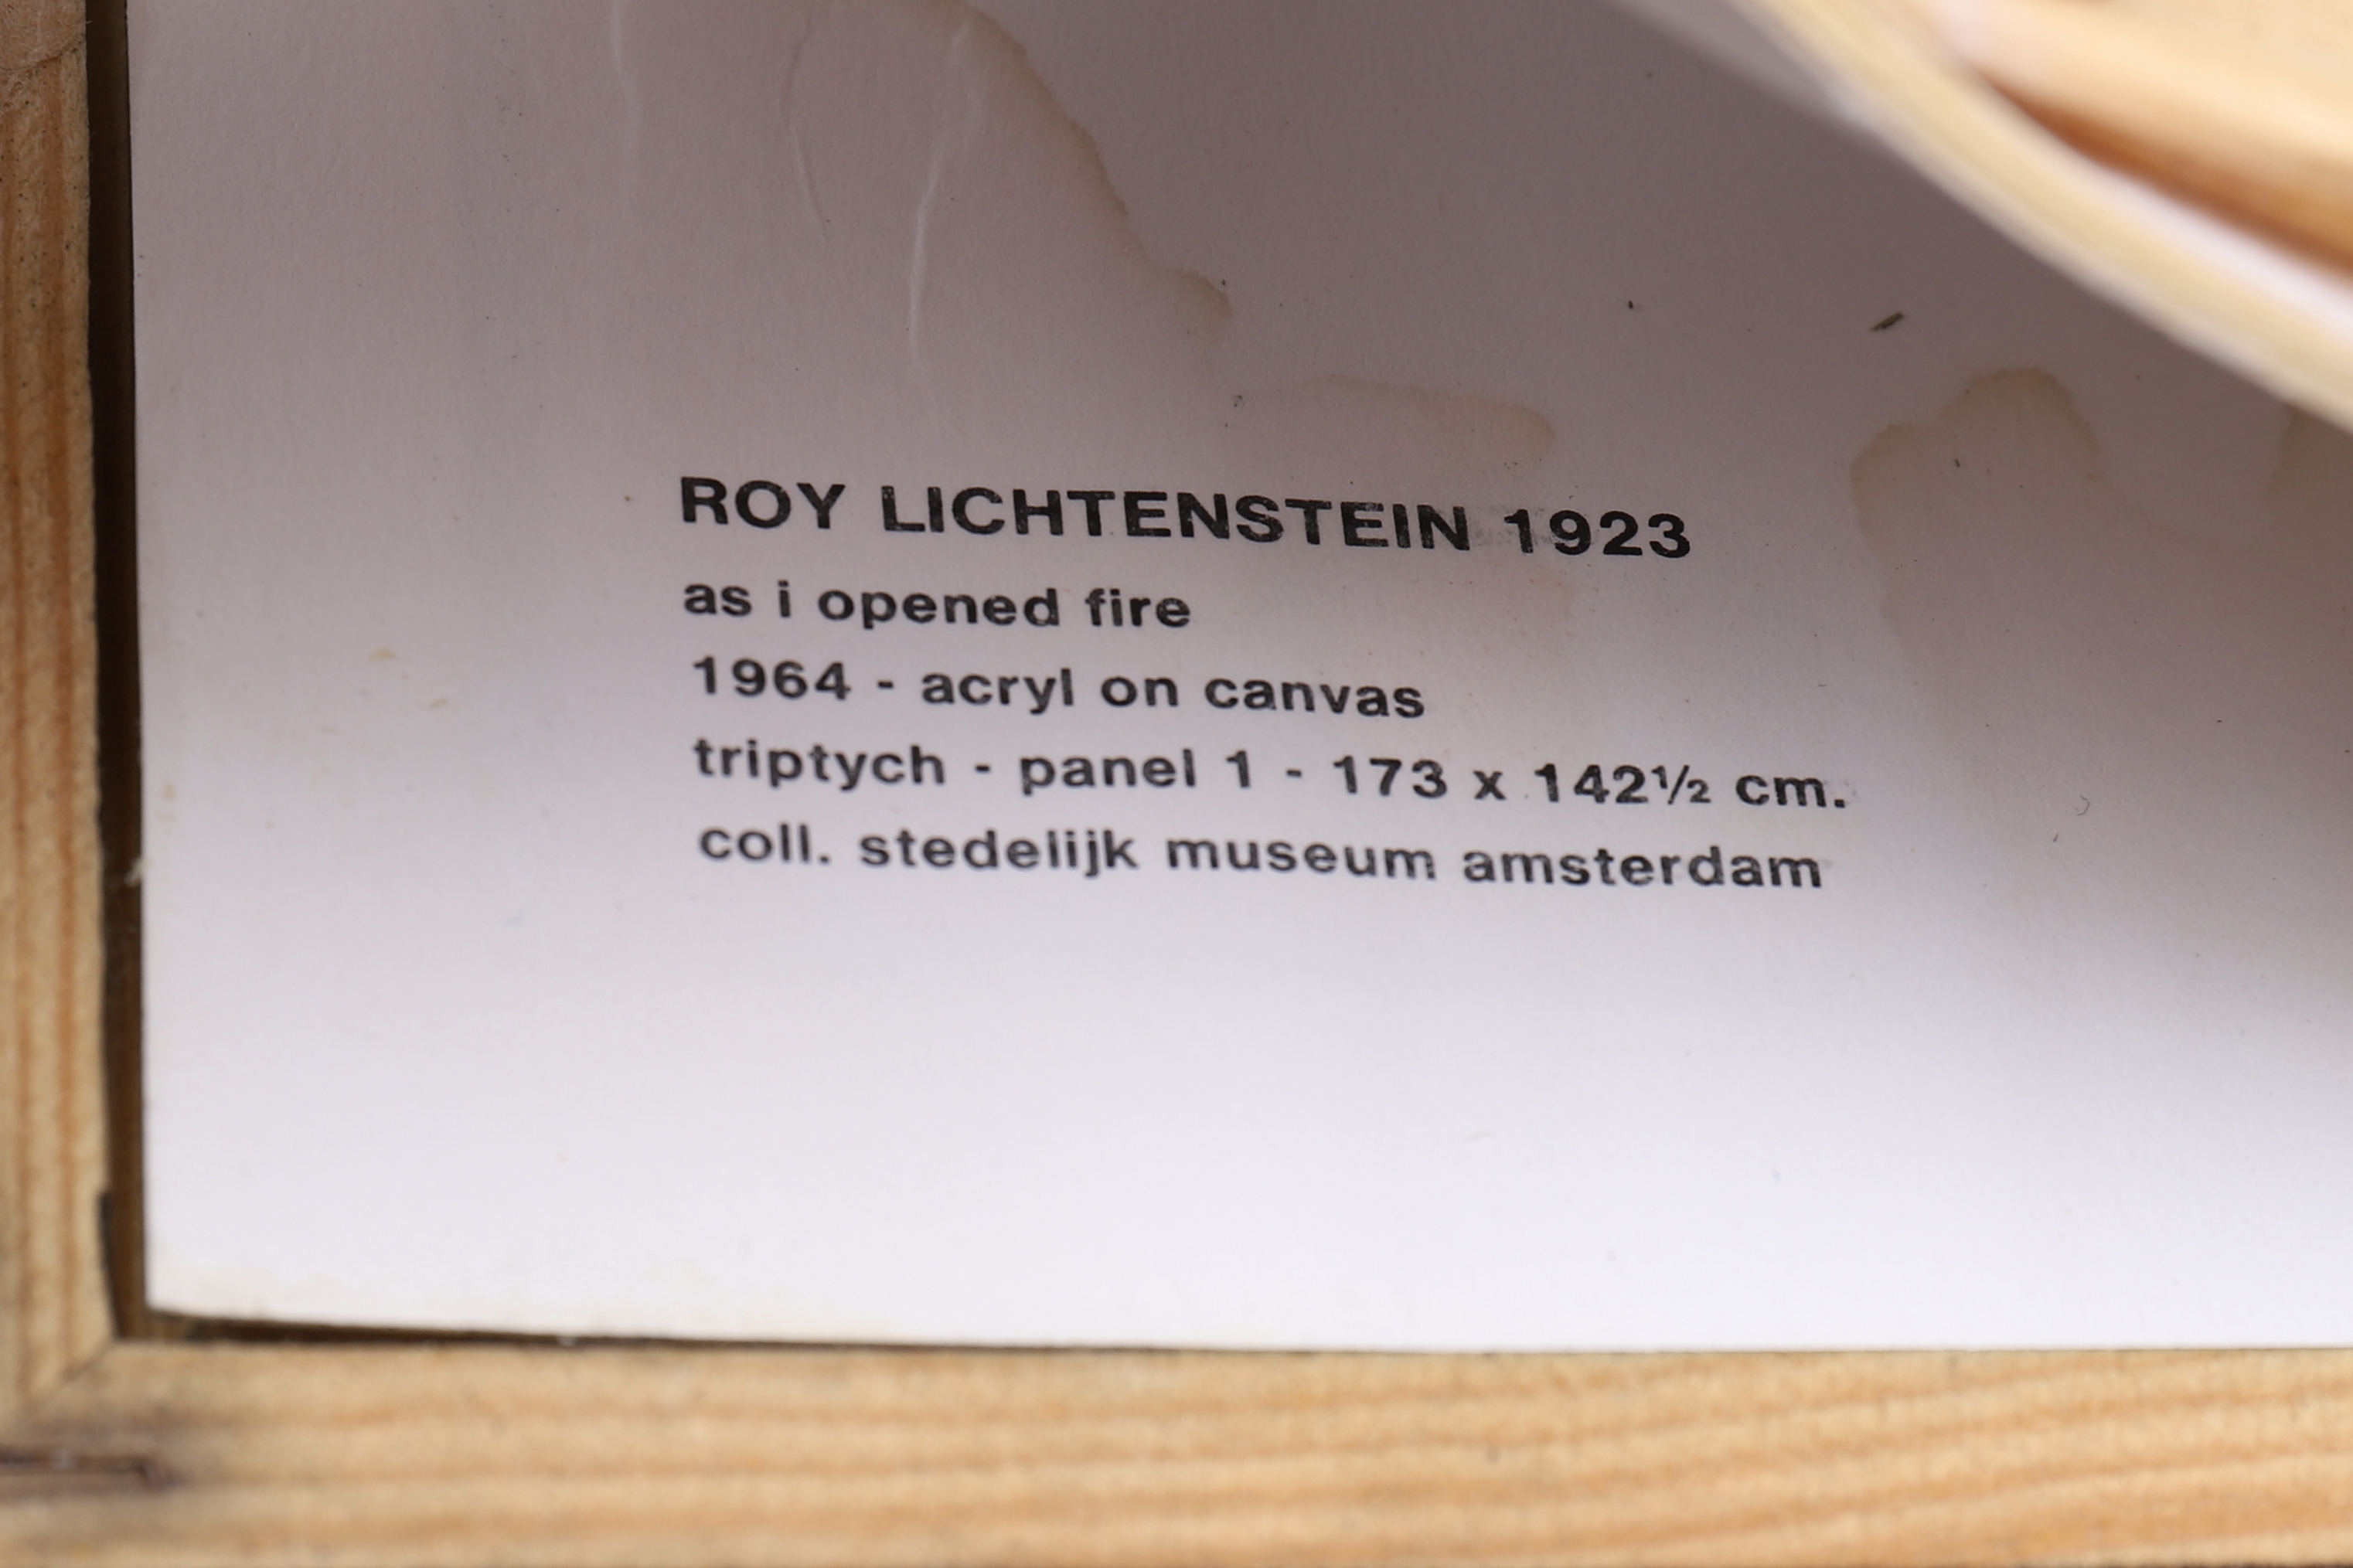 ROY LICHTENSTEIN 1923
as i opened fire
1964 - acryl on canvas
triptych - panel 1 - 173 x 142½ cm.
coll. stedelijk museum amsterdam